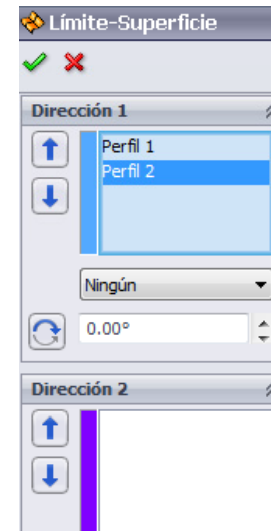 Límite-Superficie
Dirección 1
Perfil 1
Perfil 2
Ningún
0.00°
Dirección 2